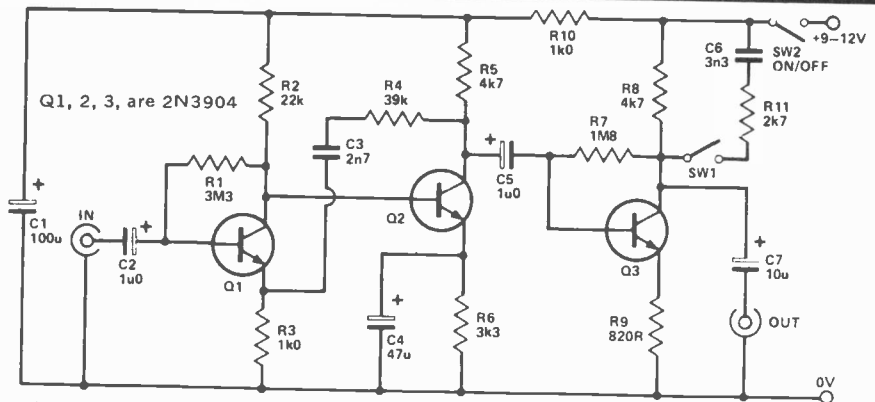 R10
1k0
+9-12V
SW2
ON/OFF
C6
3n3
R2
22k
R4
39k
R5
4k7
R8
4k7
R11
2k7
Q1, 2, 3, are 2N3904
C3
2n7
R7
1M8
R1
3M3
+
C5
1u0
SW1
+
C1
100u
IN
+
C2
1u0
Q1
Q2
Q3
+
C7
10u
R3
1k0
+
C4
47u
R6
3k3
R9
820R
OUT
0V